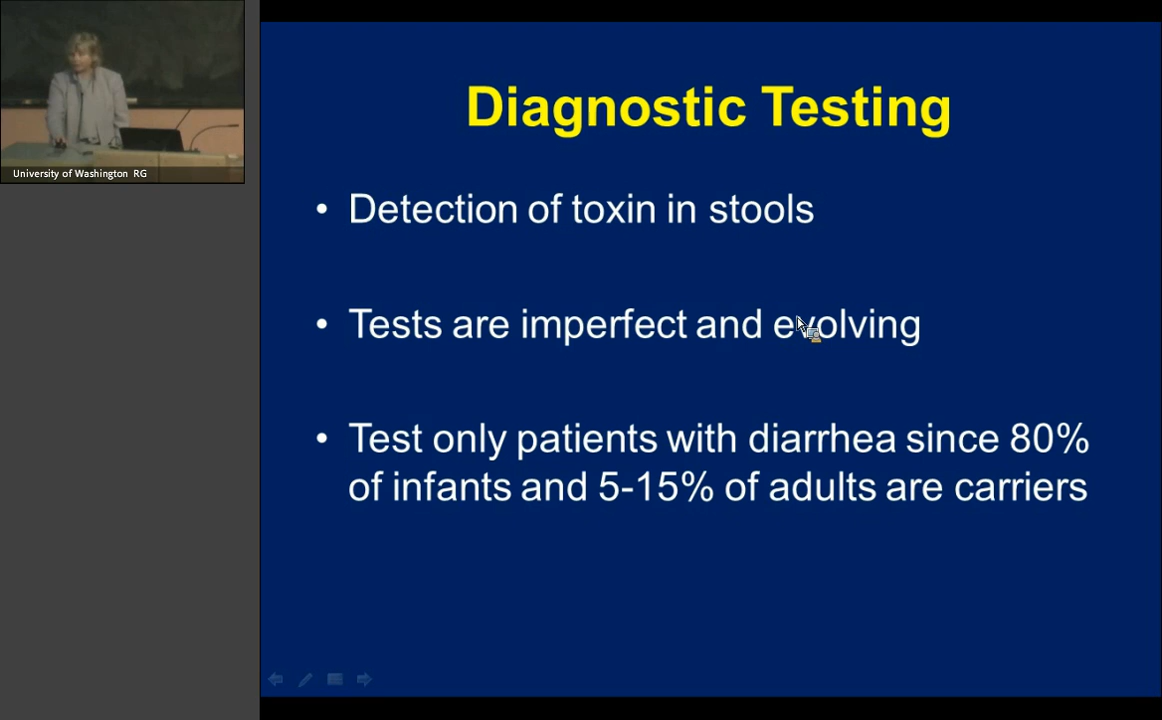 University of Washington RG
Diagnostic Testing
• Detection of toxin in stools
• Tests are imperfect and evolving
• Test only patients with diarrhea since 80%
of infants and 5-15% of adults are carriers